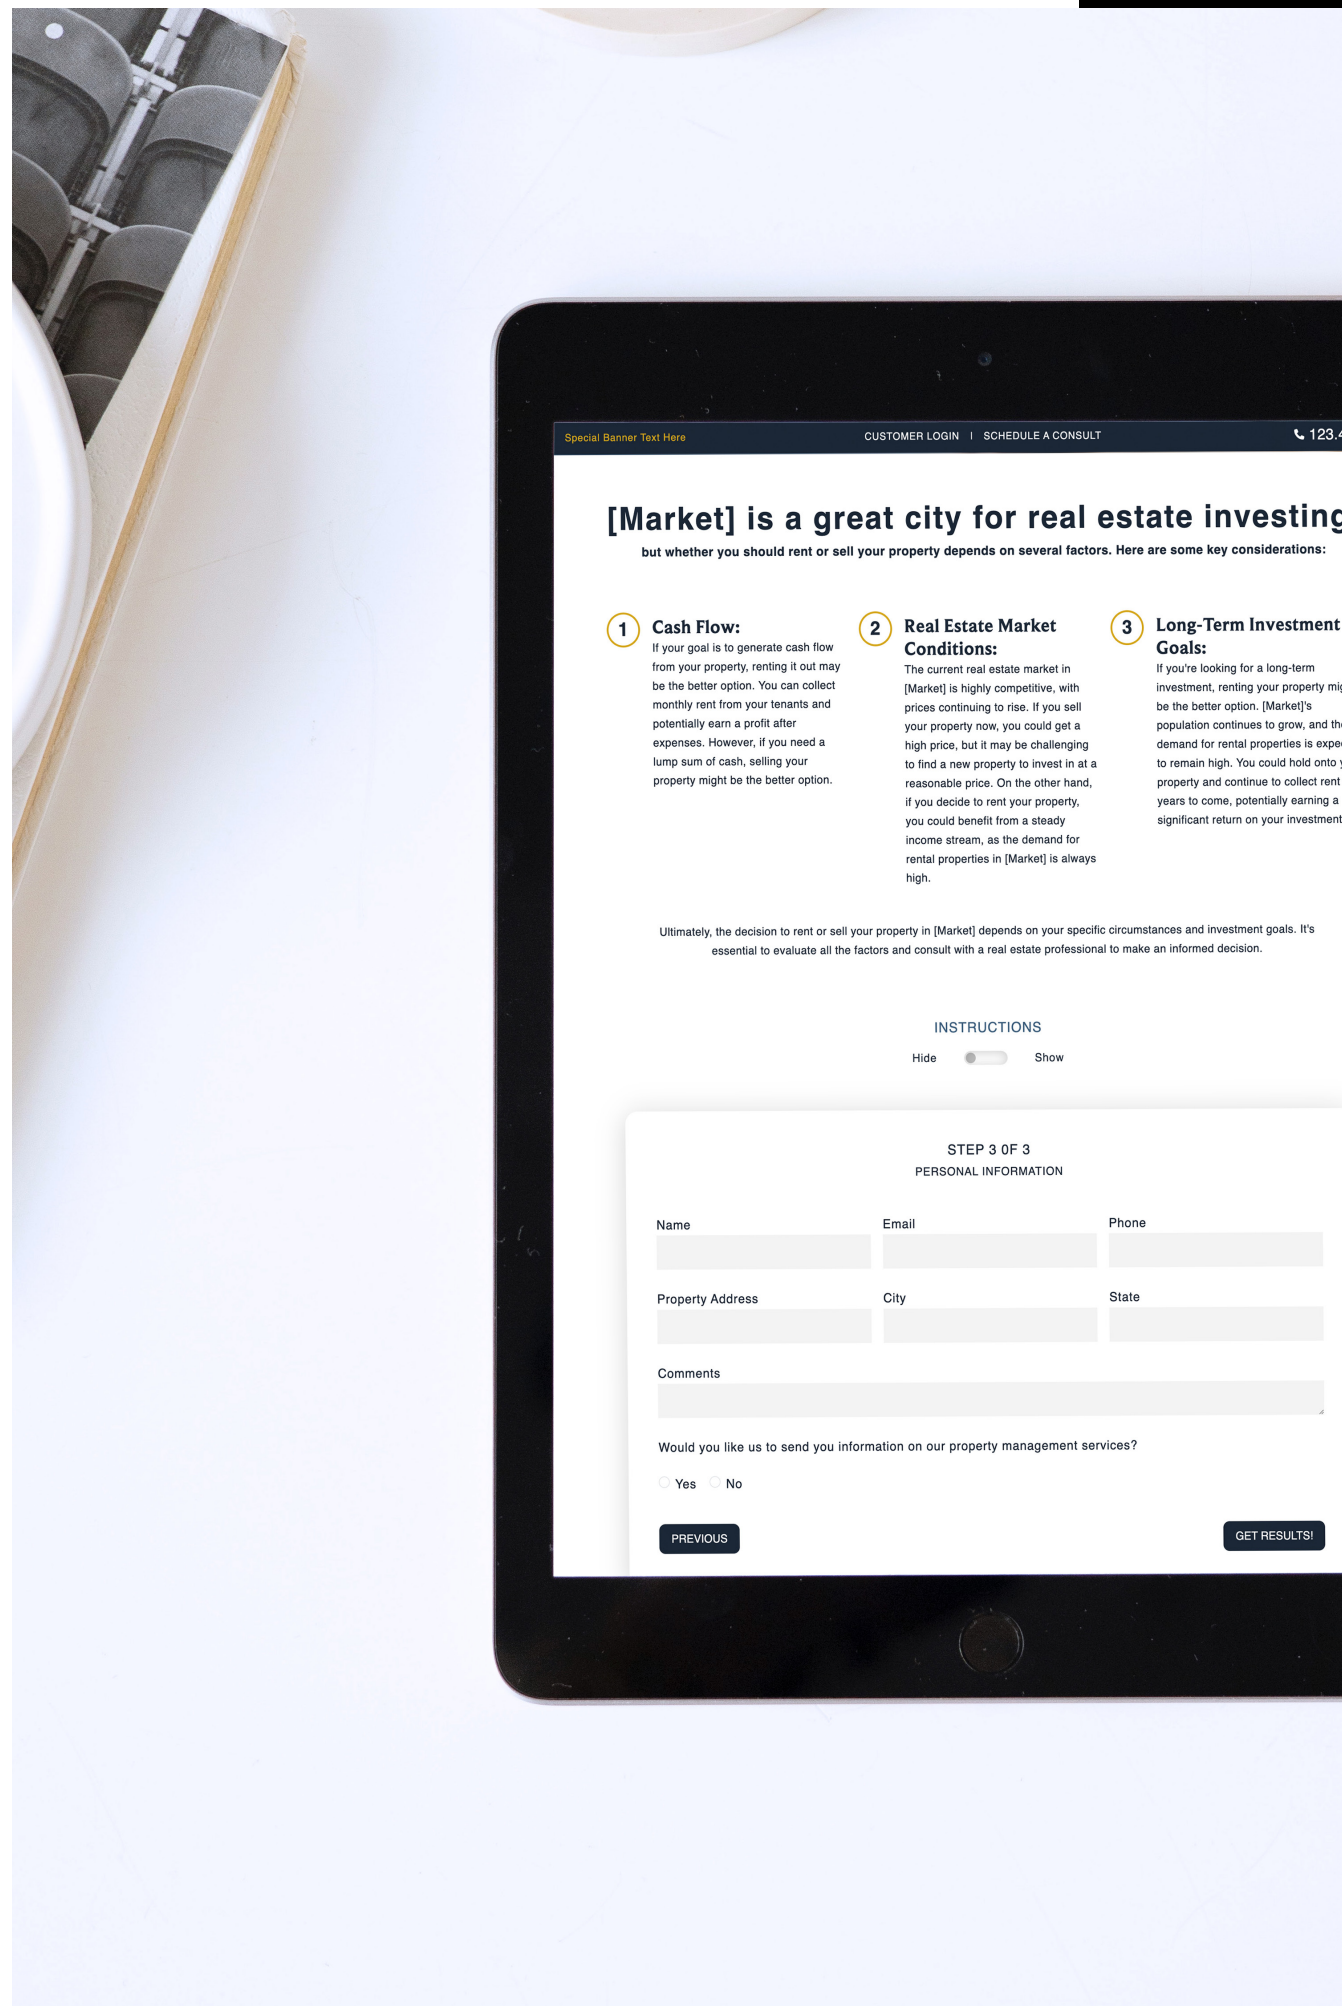 Special Banner Text Here
CUSTOMER LOGIN | SCHEDULE A CONSULT
123.4
[Market] is a great city for real estate investing
but whether you should rent or sell your property depends on several factors. Here are some key considerations:
1
Cash Flow:
If your goal is to generate cash flow
from your property, renting it out may
be the better option. You can collect
monthly rent from your tenants and
potentially earn a profit after
expenses. However, if you need a
lump sum of cash, selling your
property might be the better option.
2
Real Estate Market
Conditions:
The current real estate market in
[Market] is highly competitive, with
prices continuing to rise. If you sell
your property now, you could get a
high price, but it may be challenging
to find a new property to invest in at a
reasonable price. On the other hand,
if you decide to rent your property,
you could benefit from a steady
income stream, as the demand for
rental properties in [Market] is always
high.
3
Long-Term Investment
Goals:
If you're looking for a long-term
investment, renting your property
be the better option. [Market]'s
population continues to grow, and
demand for rental properties is
to remain high. You could hold onto
property and continue to collect rent
years to come, potentially earning a
significant return on your investment
Ultimately, the decision to rent or sell your property in [Market] depends on your specific circumstances and investment goals. It's
essential to evaluate all the factors and consult with a real estate professional to make an informed decision.
INSTRUCTIONS
Hide Show
STEP 3 0F 3
PERSONAL INFORMATION
Name Email Phone
Property Address City State
Comments
Would you like us to send you information on our property management services?
Yes No
PREVIOUS GET RESULTS!